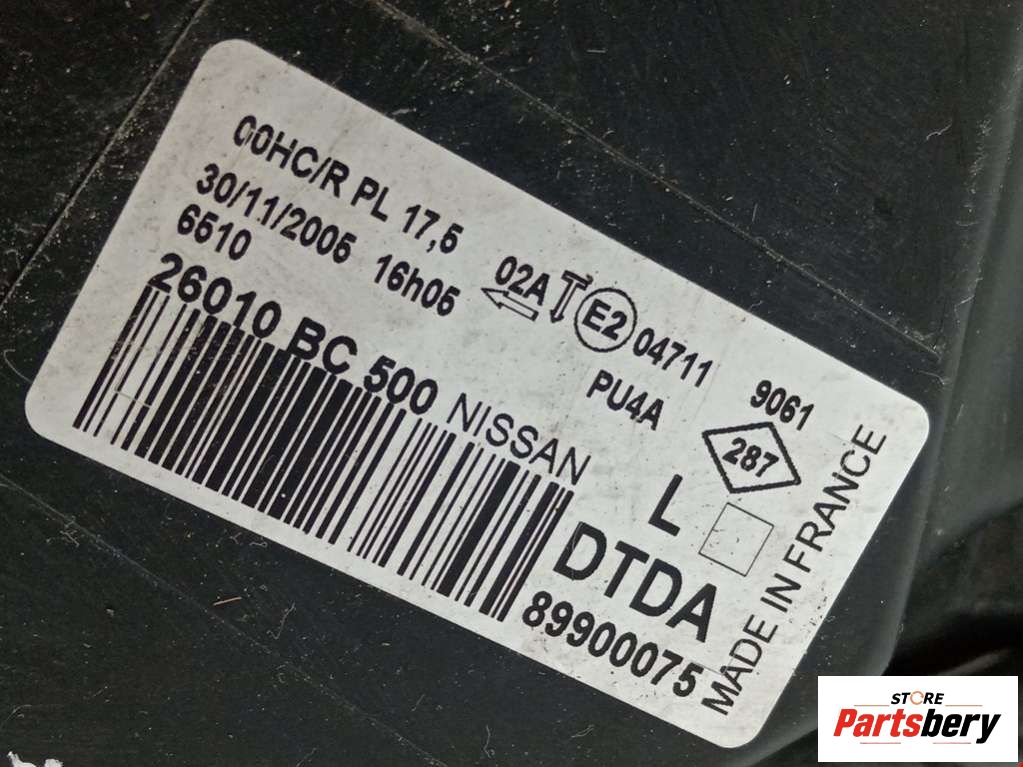 00HC/R PL 17,5
30/11/2006 16h05
6510
02A E2 04711
PU4A
26010 BC 500 NISSAN
9061
287
L
DTDA
89900075
MADE IN FRANCE
STORE
Partsbery